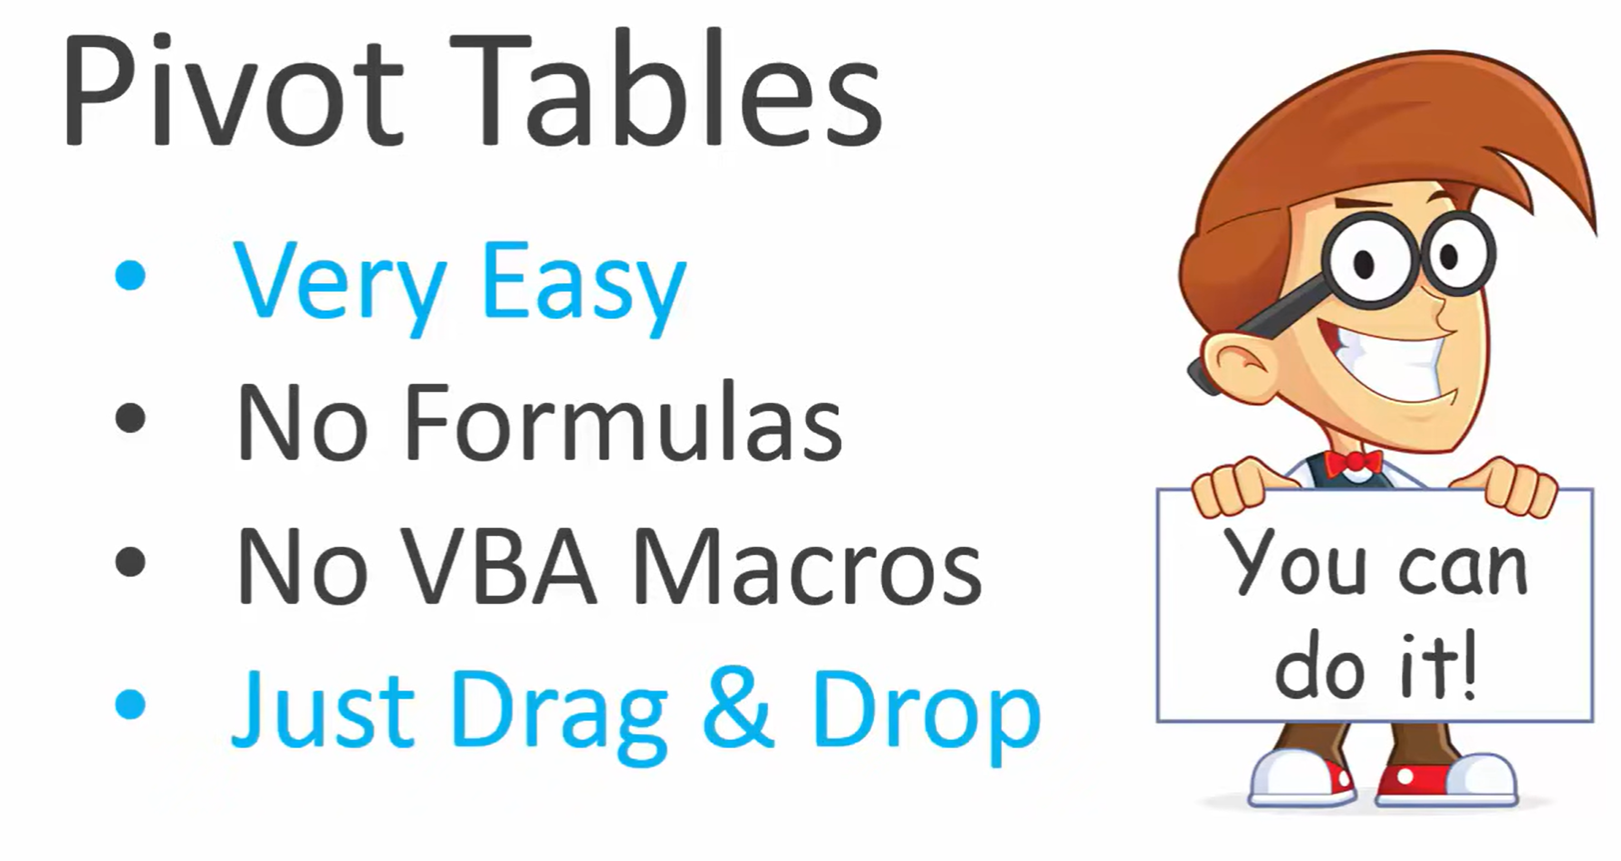 Pivot Tables
• Very Easy
• No Formulas
• No VBA Macros
• Just Drag & Drop
You can
do it!